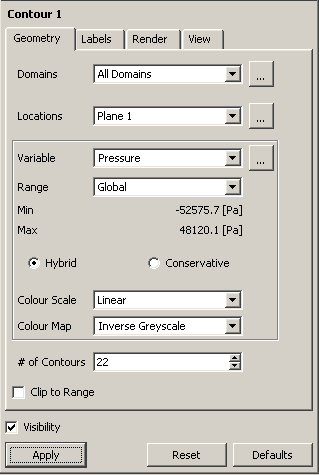 Contour 1
Geometry Labels Render View
Domains All Domains ...
Locations Plane 1 ...
Variable Pressure ...
Range Global
Min -52575.7 [Pa]
Max 48120.1 [Pa]
Hybrid Conservative
Colour Scale Linear
Colour Map Inverse Greyscale
# of Contours 22
Clip to Range
Visibility
Apply Reset Defaults